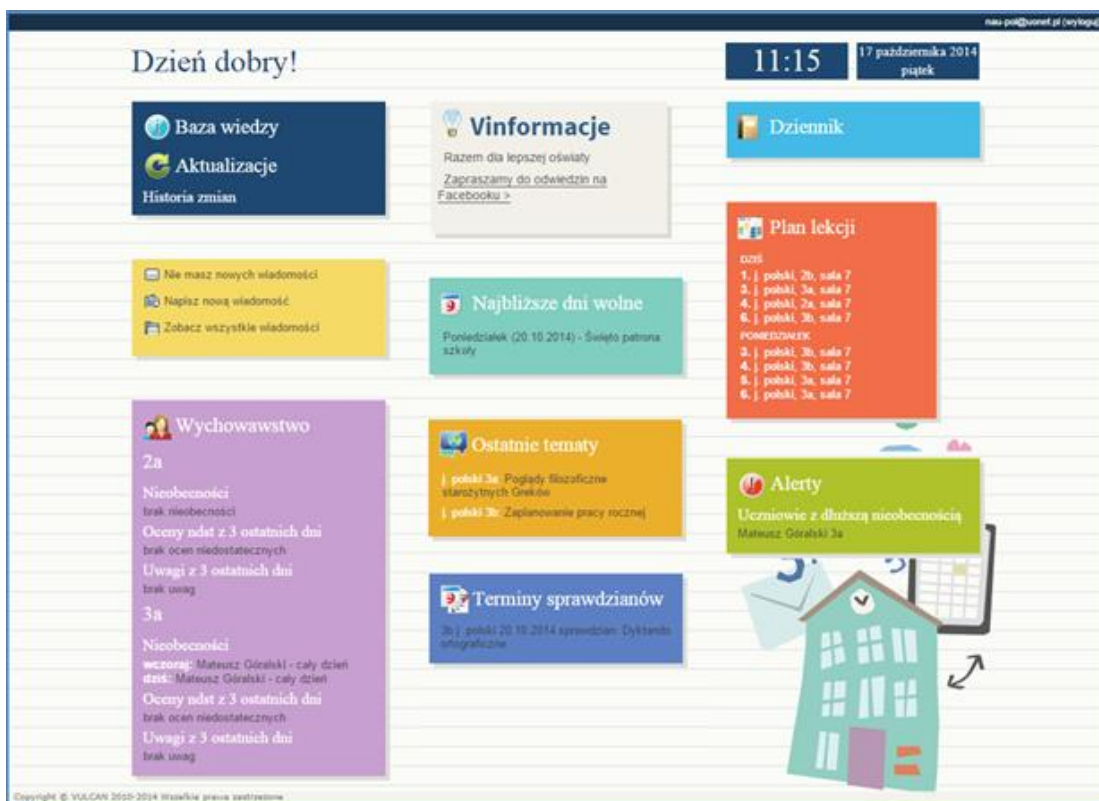 nau-pol@uonet.pl (wyloguj)
Dzień dobry!
11:15
17 października 2014
piątek
Baza wiedzy
Aktualizacje
Historia zmian
Vinformacje
Razem dla lepszej oświaty
Zapraszamy do odwiedzin na
Facebooku >
Dziennik
Plan lekcji
DZIŚ
1. j. polski, 2b, sala 7
3. j. polski, 3a, sala 7
4. j. polski, 2a, sala 7
6. j. polski, 3b, sala 7
PONIEDZIAŁEK
3. j. polski, 3b, sala 7
4. j. polski, 3b, sala 7
5. j. polski, 3a, sala 7
6. j. polski, 3a, sala 7
Nie masz nowych wiadomości
Napisz nową wiadomość
Zobacz wszystkie wiadomości
Najbliższe dni wolne
Poniedziałek (20.10.2014) - Święto patrona
szkoły
Wychowawstwo
2a
Nieobecności
brak nieobecności
Oceny ndst z 3 ostatnich dni
brak ocen niedostatecznych
Uwagi z 3 ostatnich dni
brak uwag
3a
Nieobecności
wczoraj: Mateusz Góralski - cały dzień
dziś: Mateusz Góralski - cały dzień
Oceny ndst z 3 ostatnich dni
brak ocen niedostatecznych
Uwagi z 3 ostatnich dni
brak uwag
Ostatnie tematy
j. polski 3a: Poglądy filozoficzne
starożytnych Greków
j. polski 3b: Zaplanowanie pracy rocznej
Terminy sprawdzianów
3b j. polski 20.10.2014 sprawdzian: Dyktando
ortograficzne
Alerty
Uczniowie z dłuższą nieobecnością
Mateusz Góralski 3a
Copyright © VULCAN 2010-2014 Wszelkie prawa zastrzeżone